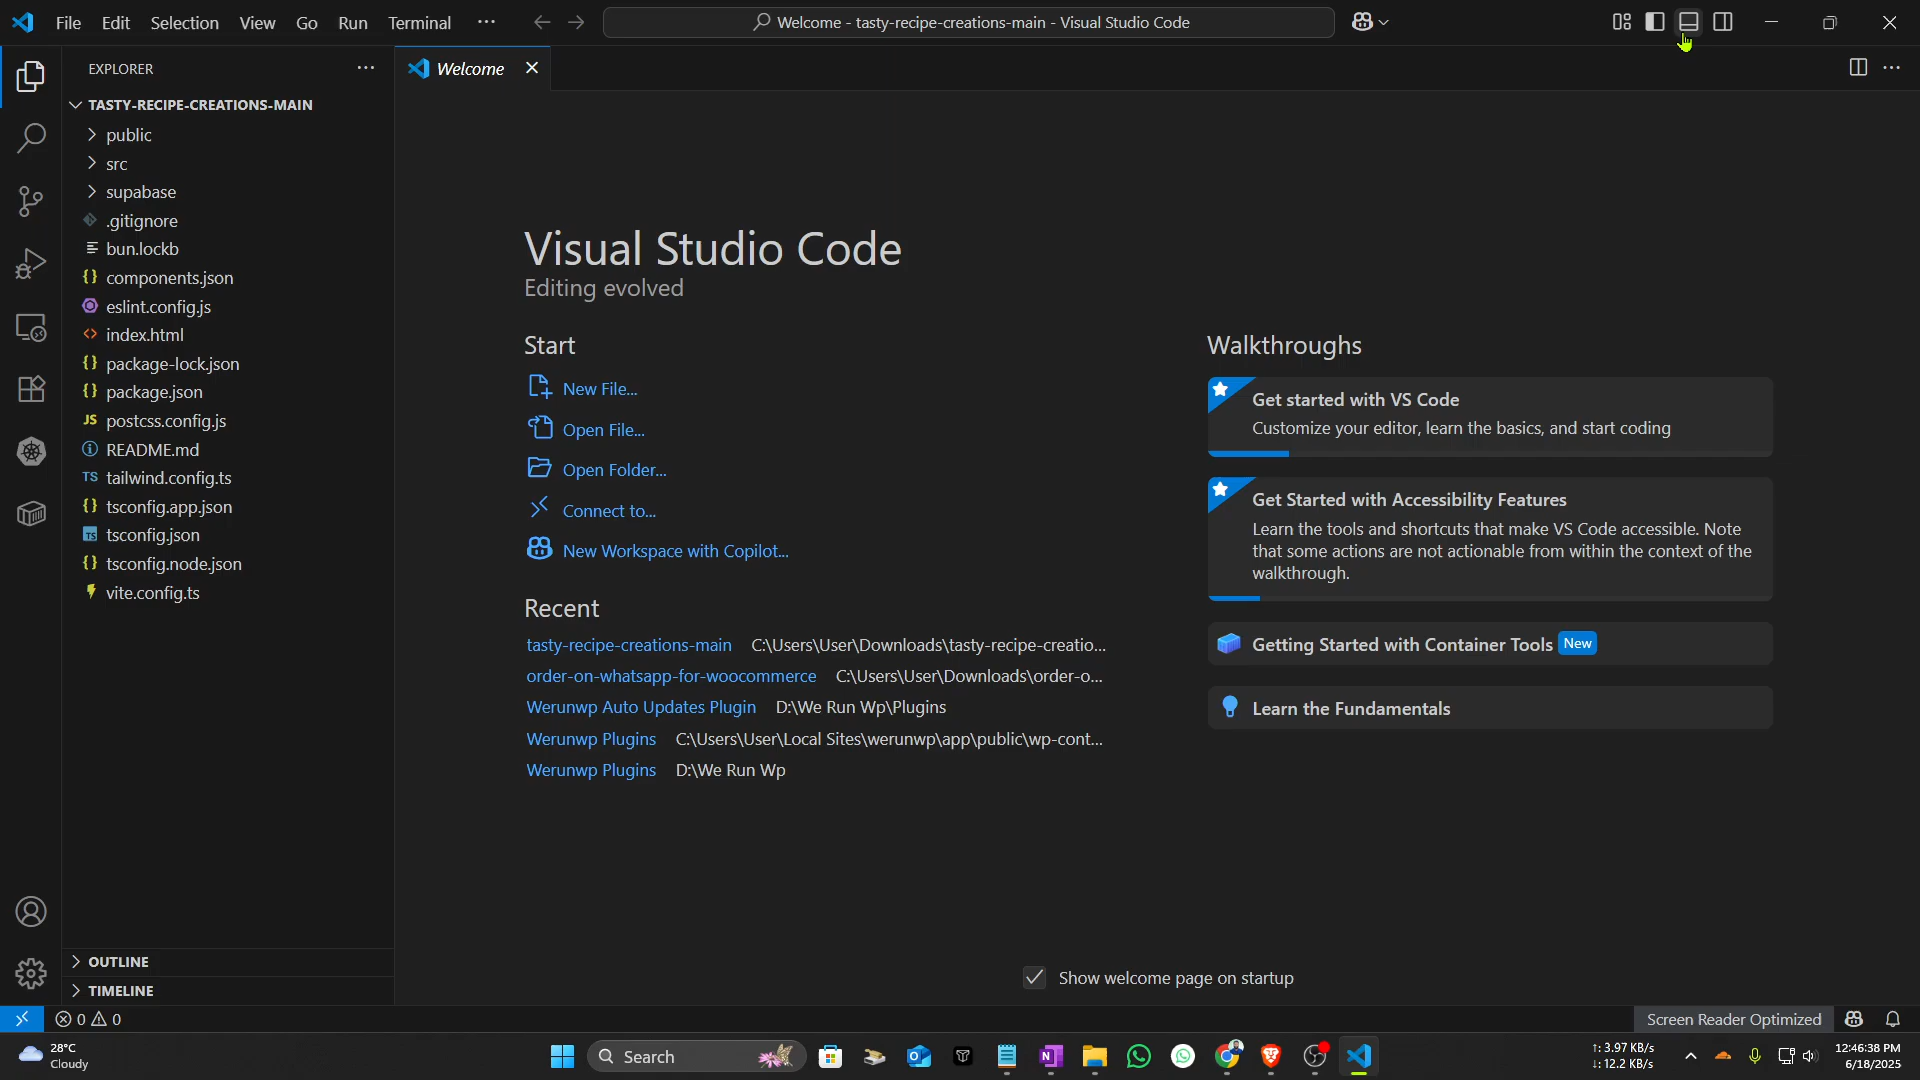 File Edit Selection View Go Run Terminal ···
Welcome - tasty-recipe-creations-main - Visual Studio Code
EXPLORER
Welcome
TASTY-RECIPE-CREATIONS-MAIN
public
src
supabase
.gitignore
bun.lockb
components.json
eslint.config.js
index.html
package-lock.json
package.json
postcss.config.js
README.md
tailwind.config.ts
tsconfig.app.json
tsconfig.json
tsconfig.node.json
vite.config.ts
OUTLINE
TIMELINE
Visual Studio Code
Editing evolved
Start
New File...
Open File...
Open Folder...
Connect to...
New Workspace with Copilot...
Recent
tasty-recipe-creations-main C:\Users\User\Downloads\tasty-recipe-creatio...
order-on-whatsapp-for-woocommerce C:\Users\User\Downloads\order-o...
Werunwp Auto Updates Plugin D:\We Run Wp\Plugins
Werunwp Plugins C:\Users\User\Local Sites\werunwp\app\public\wp-cont...
Werunwp Plugins D:\We Run Wp
Walkthroughs
Get started with VS Code
Customize your editor, learn the basics, and start coding
Get Started with Accessibility Features
Learn the tools and shortcuts that make VS Code accessible. Note
that some actions are not actionable from within the context of the
walkthrough.
Getting Started with Container Tools New
Learn the Fundamentals
Show welcome page on startup
0 0
Screen Reader Optimized
28°C
Cloudy
Search
↑: 3.97 KB/s
↓: 12.2 KB/s
12:46:38 PM
6/18/2025